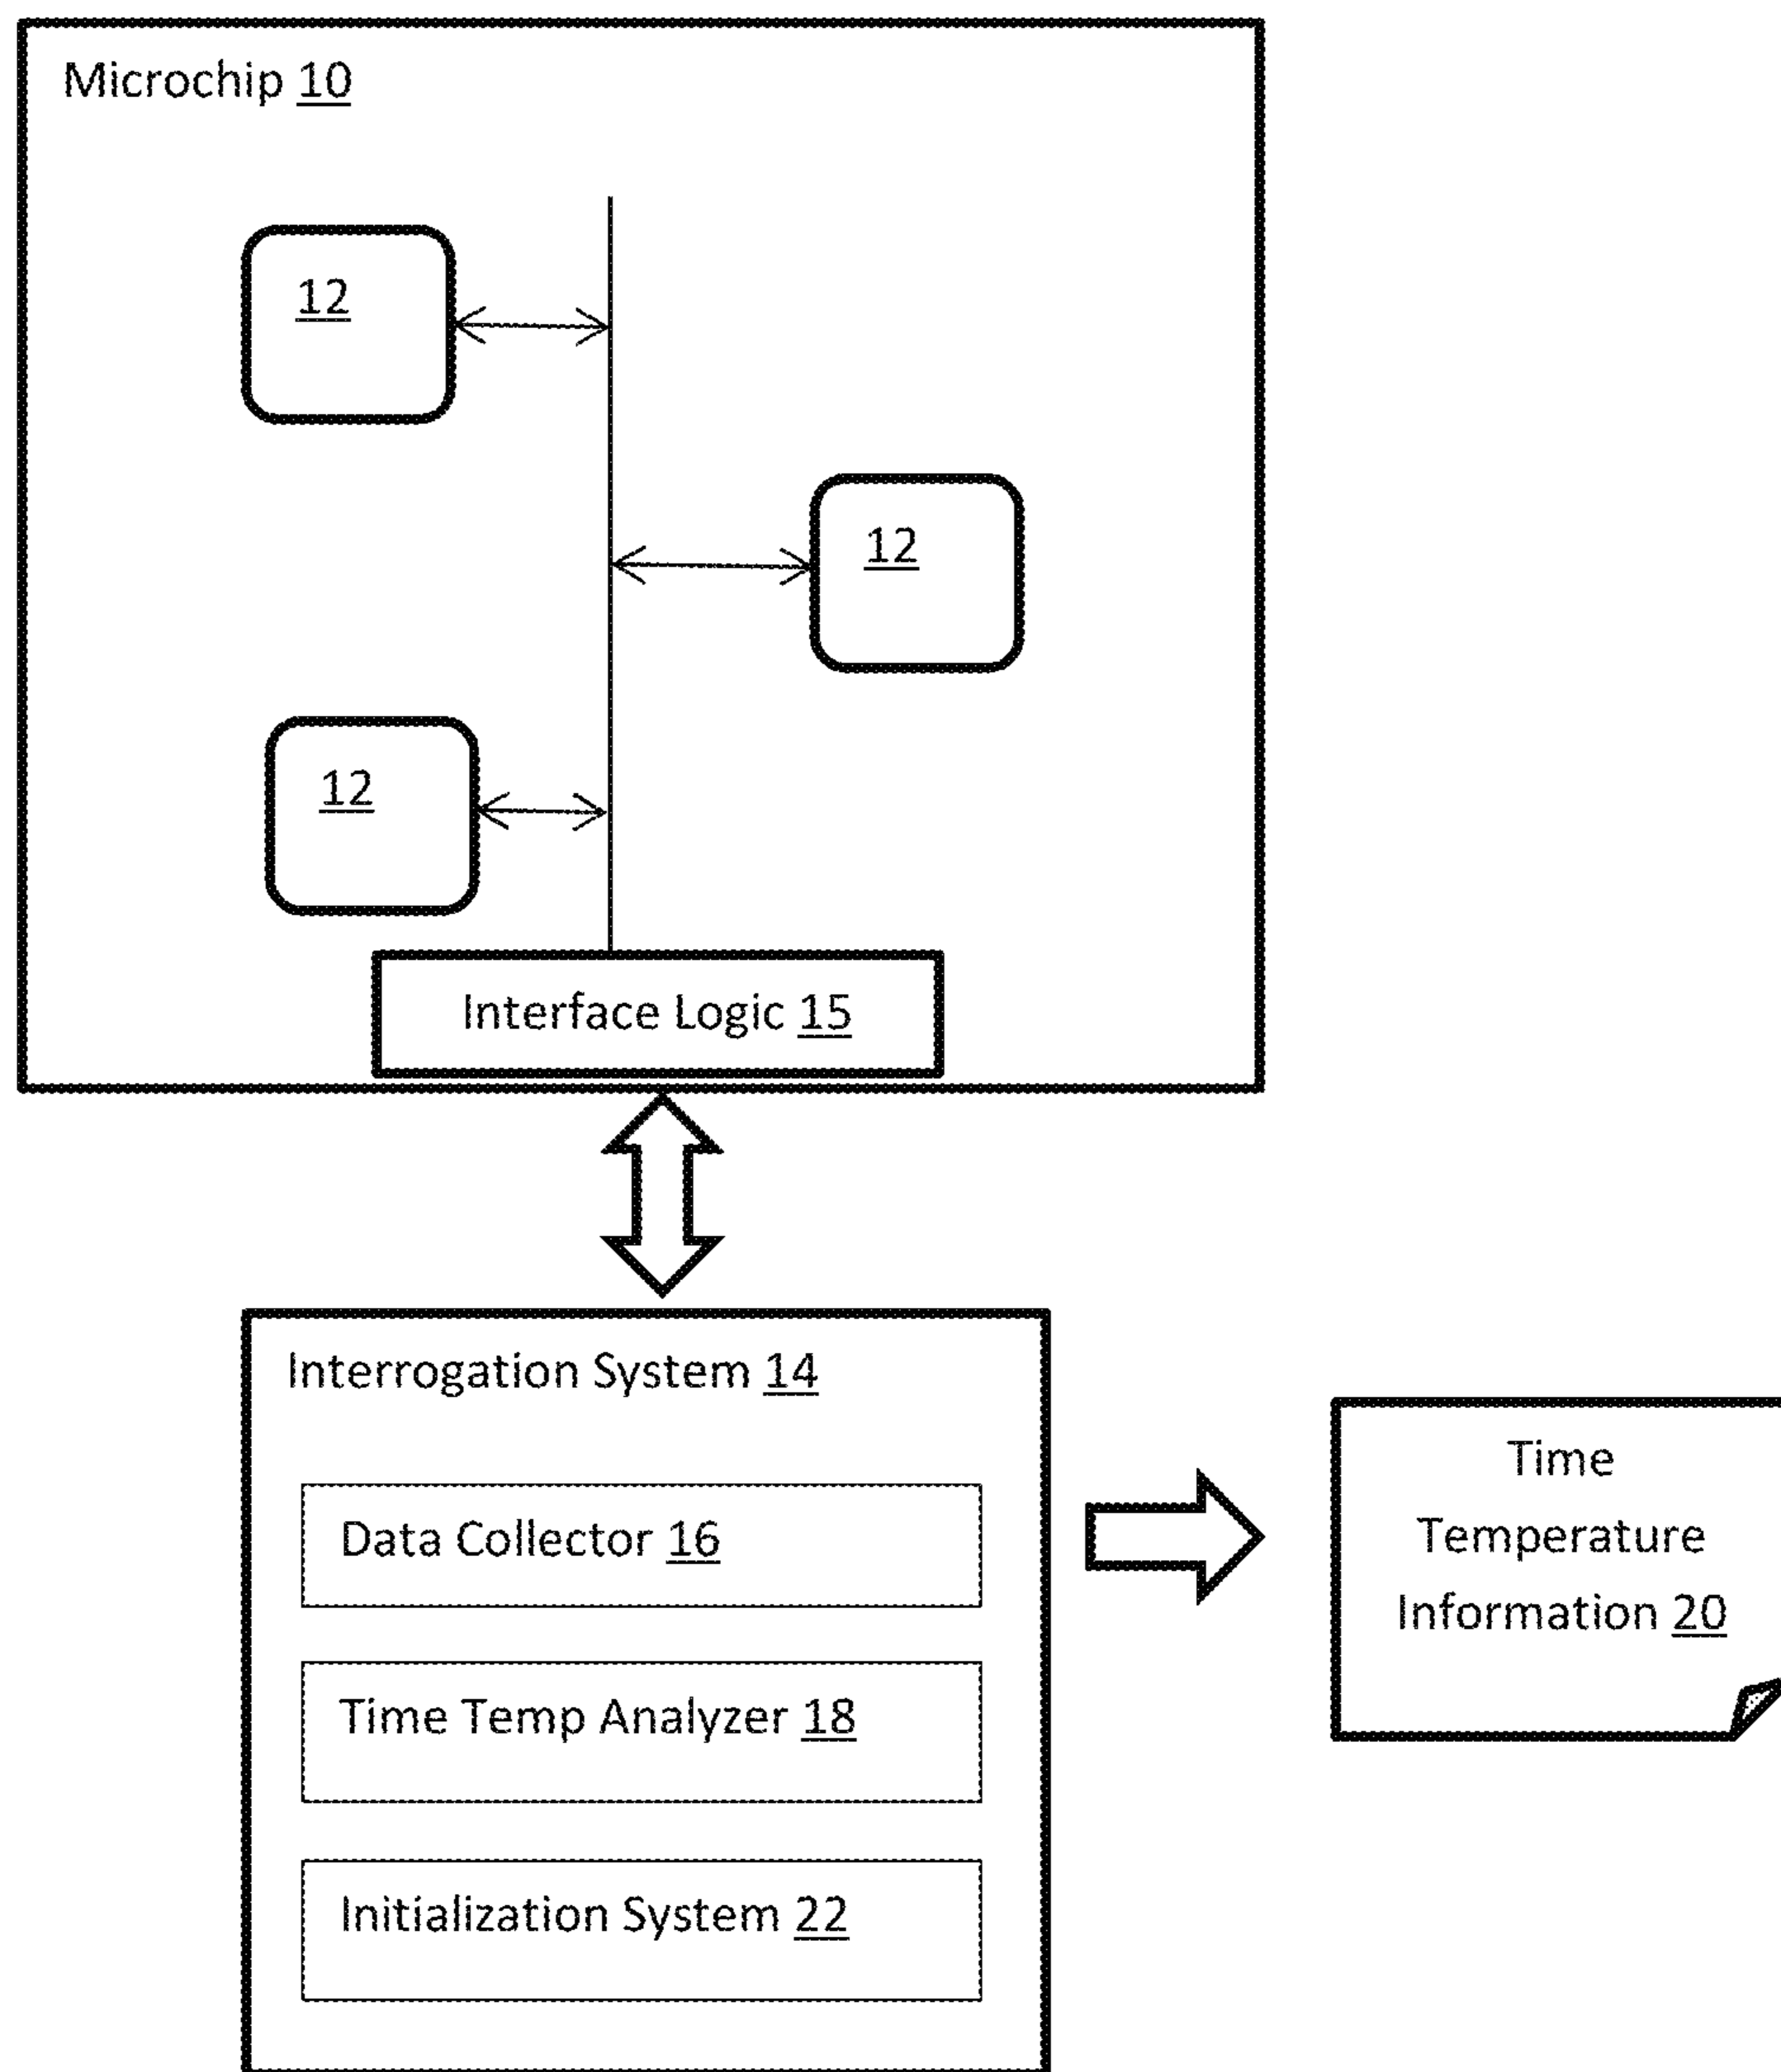 Microchip 10
12
12
12
Interface Logic 15
Interrogation System 14
Data Collector 16
Time Temp Analyzer 18
Initialization System 22
Time
Temperature
Information 20